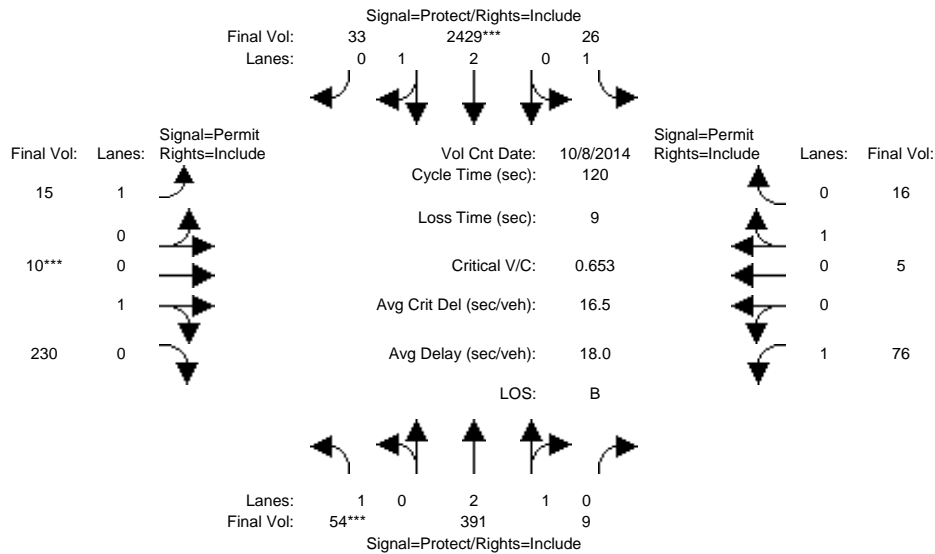 Signal=Protect/Rights=Include
Final Vol: 33 2429*** 26
Lanes: 0 1 2 0 1
Signal=Permit Signal=Permit
Final Vol: Lanes: Rights=Include Vol Cnt Date: 10/8/2014 Rights=Include Lanes: Final Vol:
Cycle Time (sec): 120
15 1 0 16
Loss Time (sec): 9
0 1
10*** 0 Critical V/C: 0.653 0 5
1 Avg Crit Del (sec/veh): 16.5 0
230 0 Avg Delay (sec/veh): 18.0 1 76
LOS: B
Lanes: 1 0 2 1 0
Final Vol: 54*** 391 9
Signal=Protect/Rights=Include